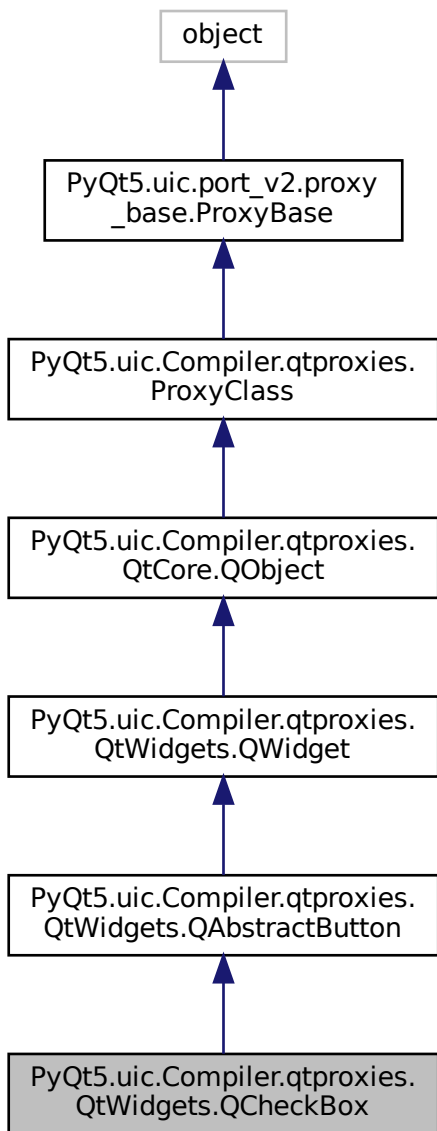 object
PyQt5.uic.port_v2.proxy
_base.ProxyBase
PyQt5.uic.Compiler.qtproxies.
ProxyClass
PyQt5.uic.Compiler.qtproxies.
QtCore.QObject
PyQt5.uic.Compiler.qtproxies.
QtWidgets.QWidget
PyQt5.uic.Compiler.qtproxies.
QtWidgets.QAbstractButton
PyQt5.uic.Compiler.qtproxies.
QtWidgets.QCheckBox